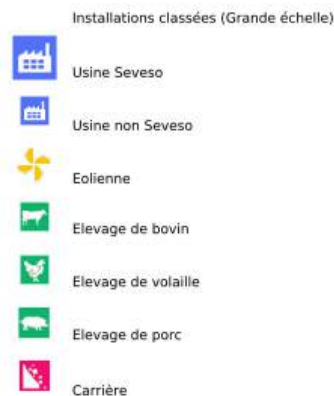 Installations classées (Grande échelle)
Usine Seveso
Usine non Seveso
Eolienne
Elevage de bovin
Elevage de volaille
Elevage de porc
Carrière